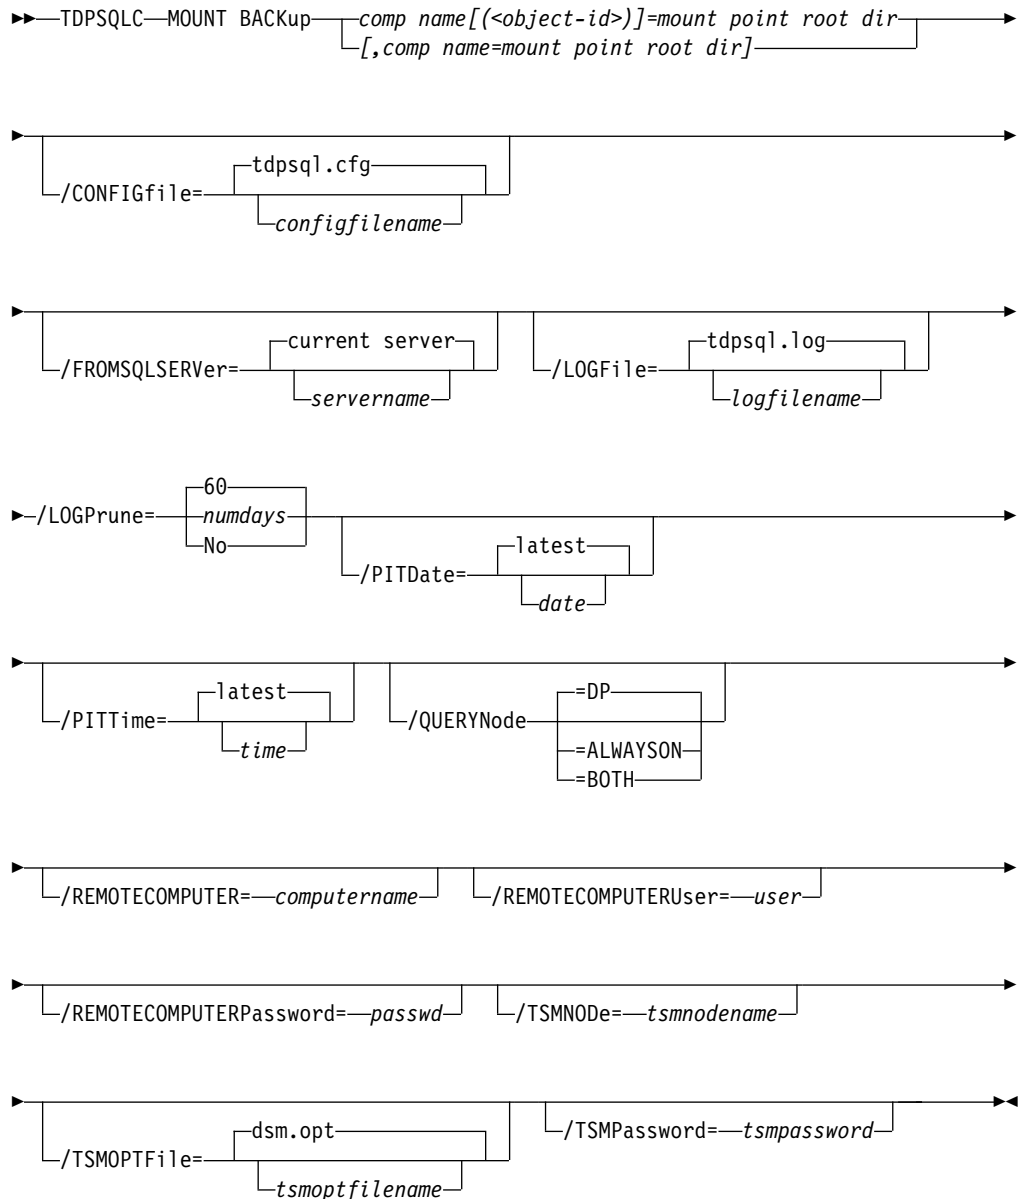 TDPSQLC MOUNT BACKup comp name[(<object-id>)]=mount point root dir
[,comp name=mount point root dir]
tdpsql.cfg
/CONFIGfile=
configfilename
current server
/FROMSQLSERVer=
servername
tdpsql.log
/LOGFile=
logfilename
60
/LOGPrune= numdays
No
latest
/PITDate=
date
latest
/PITTime=
time
=DP
/QUERYNode
=ALWAYSON
=BOTH
/REMOTECOMPUTER= computername
/REMOTECOMPUTERUser= user
/REMOTECOMPUTERPassword= passwd
/TSMNODe= tsmnodename
dsm.opt
/TSMOPTFile=
tsmoptfilename
/TSMPassword= tsmpassword